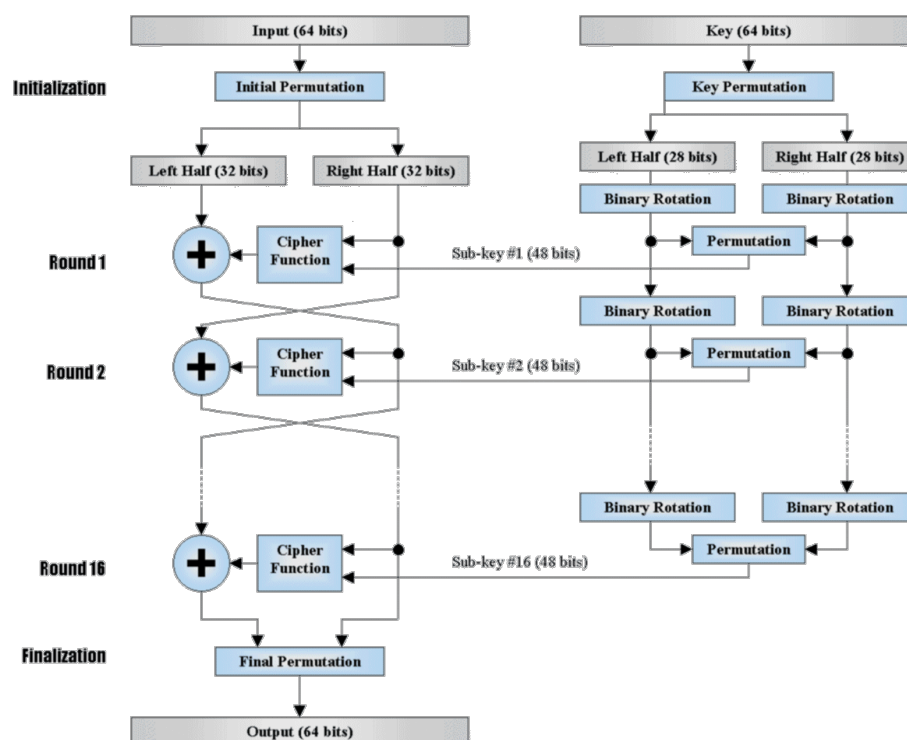 Input (64 bits)
Key (64 bits)
Initialization
Initial Permutation
Key Permutation
Left Half (32 bits)
Right Half (32 bits)
Left Half (28 bits)
Right Half (28 bits)
Binary Rotation
Binary Rotation
Round 1
Cipher
Function
Sub-key #1 (48 bits)
Permutation
Binary Rotation
Binary Rotation
Round 2
Cipher
Function
Sub-key #2 (48 bits)
Permutation
Binary Rotation
Binary Rotation
Round 16
Cipher
Function
Sub-key #16 (48 bits)
Permutation
Finalization
Final Permutation
Output (64 bits)